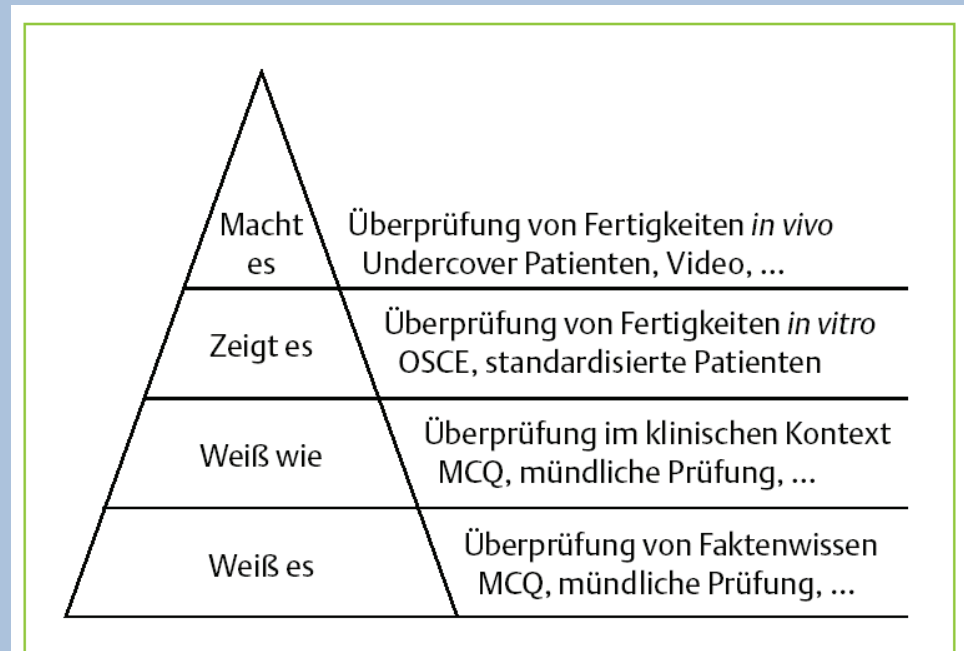 Macht
es
Überprüfung von Fertigkeiten in vivo
Undercover Patienten, Video, ...
Zeigt es
Überprüfung von Fertigkeiten in vitro
OSCE, standardisierte Patienten
Weiß wie
Überprüfung im klinischen Kontext
MCQ, mündliche Prüfung, ...
Weiß es
Überprüfung von Faktenwissen
MCQ, mündliche Prüfung, ...